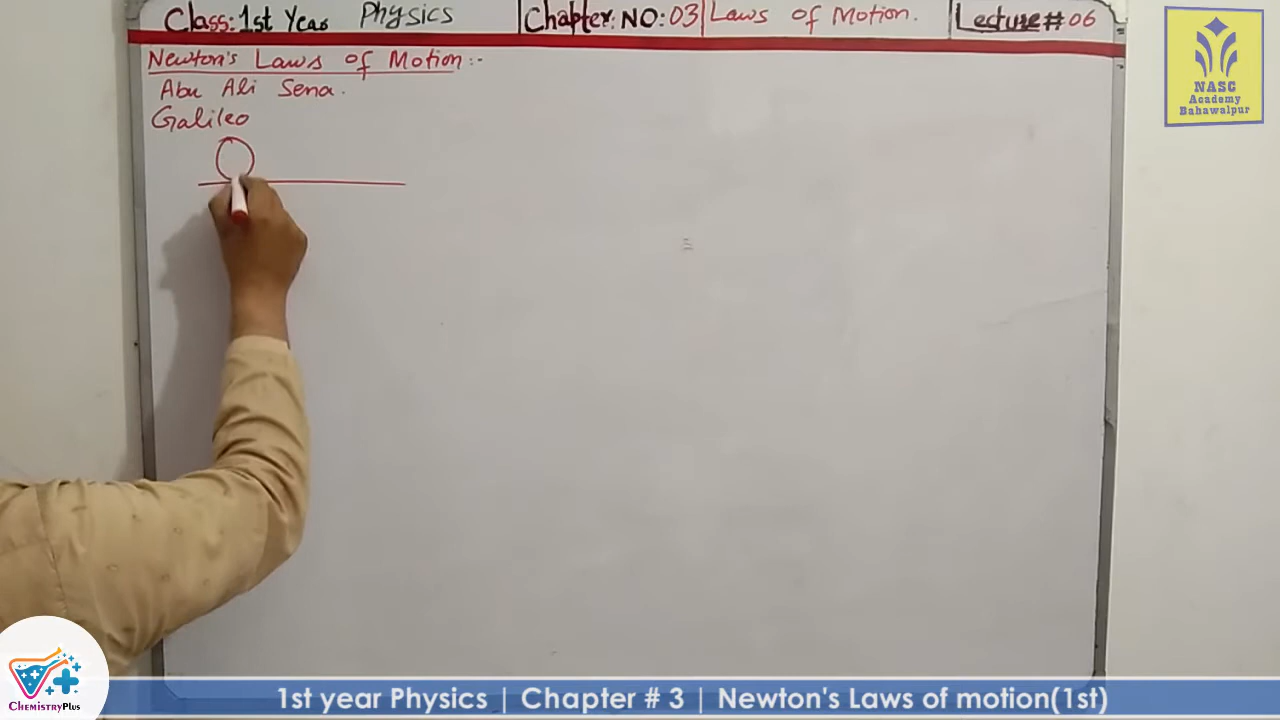 Class: 1st Year Physics Chapter: NO: 03 Laws of Motion. Lecture # 06
Newton's Laws of Motion :-
Abu Ali Sena.
Galileo
NASC
Academy
Bahawalpur
ChemistryPlus
1st year Physics | Chapter # 3 | Newton's Laws of motion(1st)